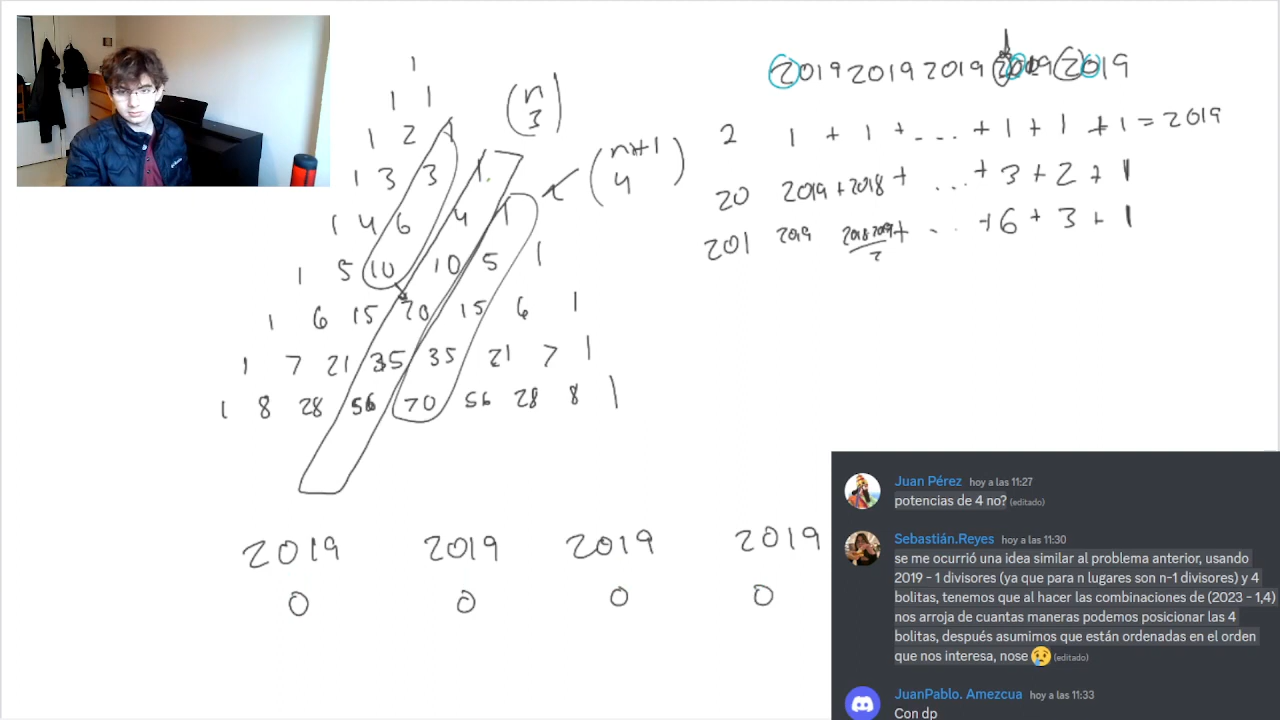 1
1 1
1 2 1
1 3 3 1
1 4 6 4 1
1 5 10 10 5 1
1 6 15 20 15 6 1
1 7 21 35 35 21 7 1
1 8 28 56 70 56 28 8 1
(n 3)
(n+1 4)
2019 2019 2019 2019 2019
2 1 + 1 + ... + 1 + 1 + 1 = 2019
20 2019 + 2018 + ... + 3 + 2 + 1
201 2019 2018·2019/2 + ... + 6 + 3 + 1
2019 2019 2019 2019
0 0 0 0
Juan Pérez hoy a las 11:27
potencias de 4 no? (editado)
Sebastián.Reyes hoy a las 11:30
se me ocurrió una idea similar al problema anterior, usando
2019 - 1 divisores (ya que para n lugares son n-1 divisores) y 4
bolitas, tenemos que al hacer las combinaciones de (2023 - 1,4)
nos arroja de cuantas maneras podemos posicionar las 4
bolitas, después asumimos que están ordenadas en el orden
que nos interesa, nose 😢 (editado)
JuanPablo. Amezcua hoy a las 11:33
Con dp